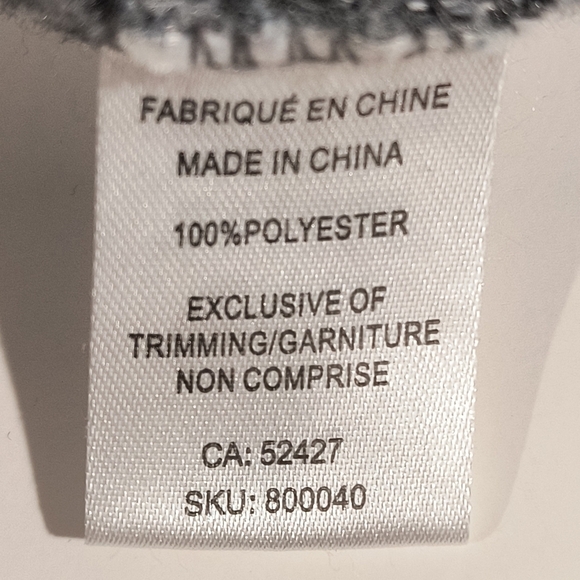 FABRIQUÉ EN CHINE
MADE IN CHINA
100%POLYESTER
EXCLUSIVE OF
TRIMMING/GARNITURE
NON COMPRISE
CA: 52427
SKU: 800040